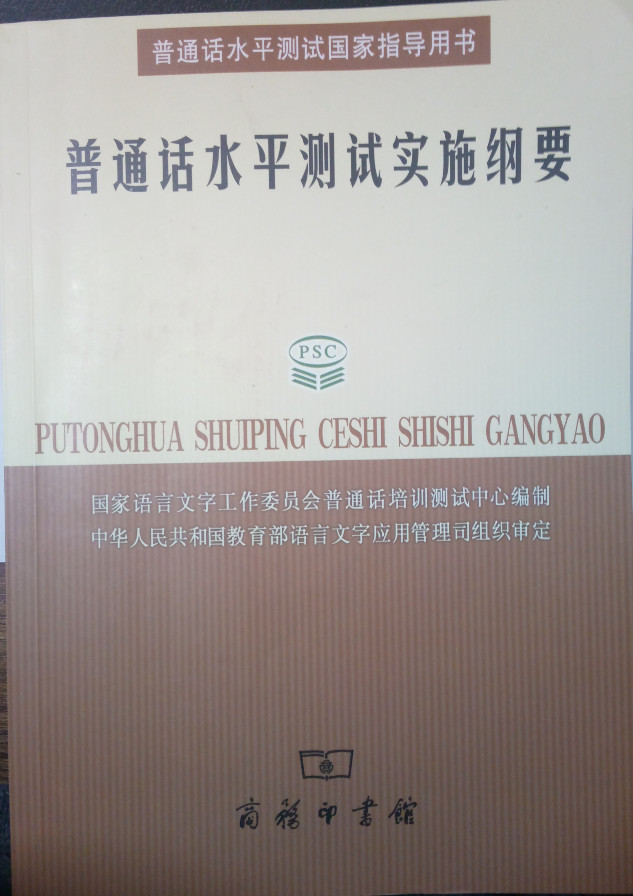 普通话水平测试国家指导用书
普通话水平测试实施纲要
PSC
PUTONGHUA SHUIPING CESHI SHISHI GANGYAO
国家语言文字工作委员会普通话培训测试中心编制
中华人民共和国教育部语言文字应用管理司组织审定
商務印書館